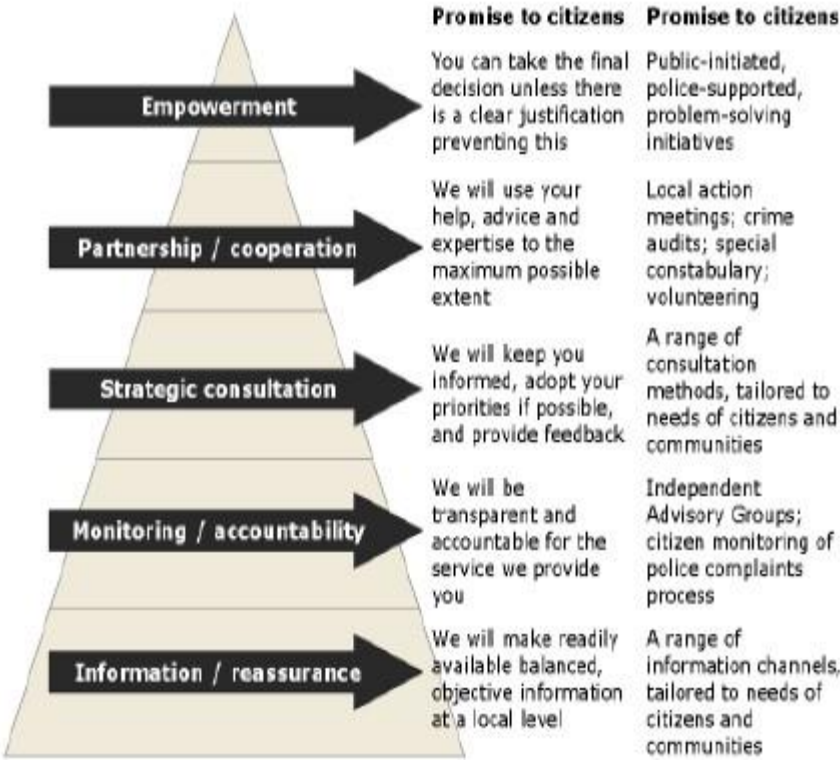 Promise to citizens
Promise to citizens
Empowerment
You can take the final
decision unless there
is a clear justification
preventing this
Public-initiated,
police-supported,
problem-solving
initiatives
Partnership / cooperation
We will use your
help, advice and
expertise to the
maximum possible
extent
Local action
meetings; crime
audits; special
constabulary;
volunteering
Strategic consultation
We will keep you
informed, adopt your
priorities if possible,
and provide feedback
A range of
consultation
methods, tailored to
needs of citizens and
communities
Monitoring / accountability
We will be
transparent and
accountable for the
service we provide
you
Independent
Advisory Groups;
citizen monitoring of
police complaints
process
Information / reassurance
We will make readily
available balanced,
objective information
at a local level
A range of
information channels,
tailored to needs of
citizens and
communities